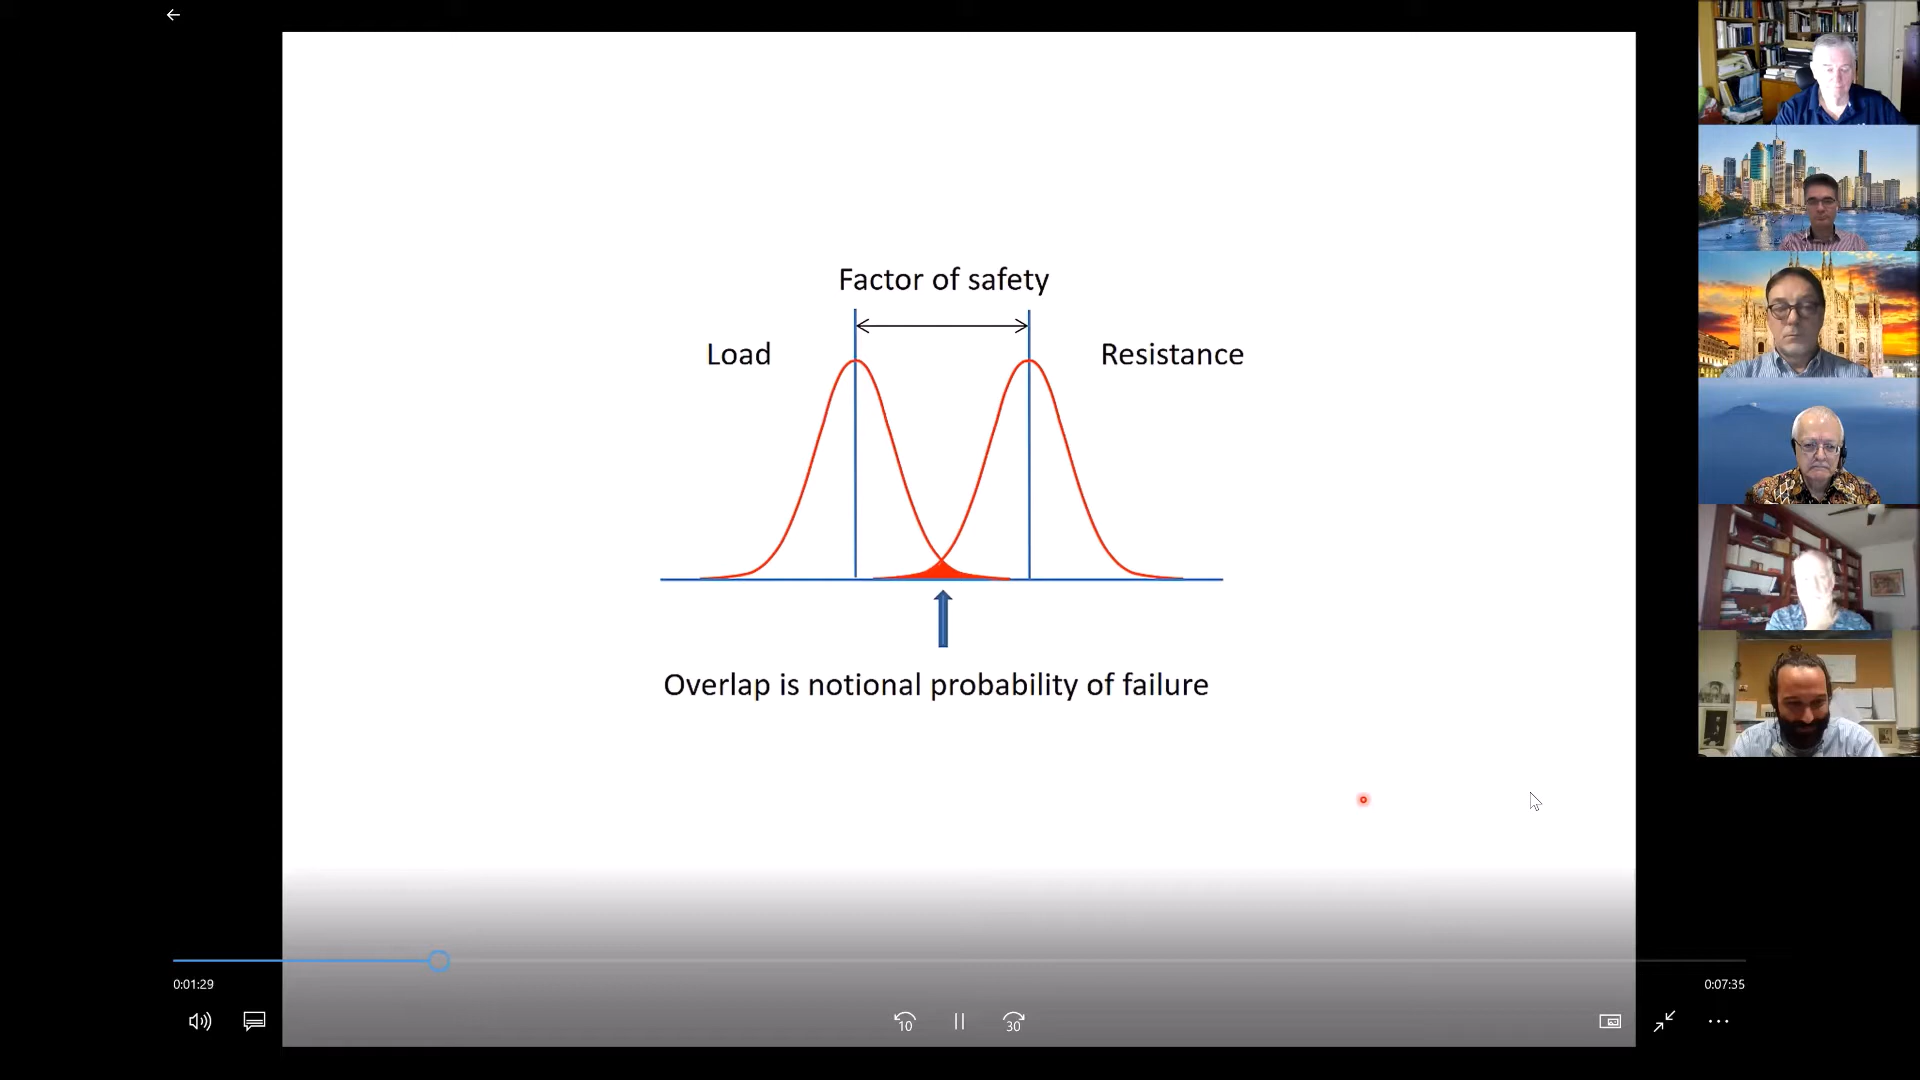 Factor of safety
Load
Resistance
Overlap is notional probability of failure
0:01:29
0:07:35
10
30